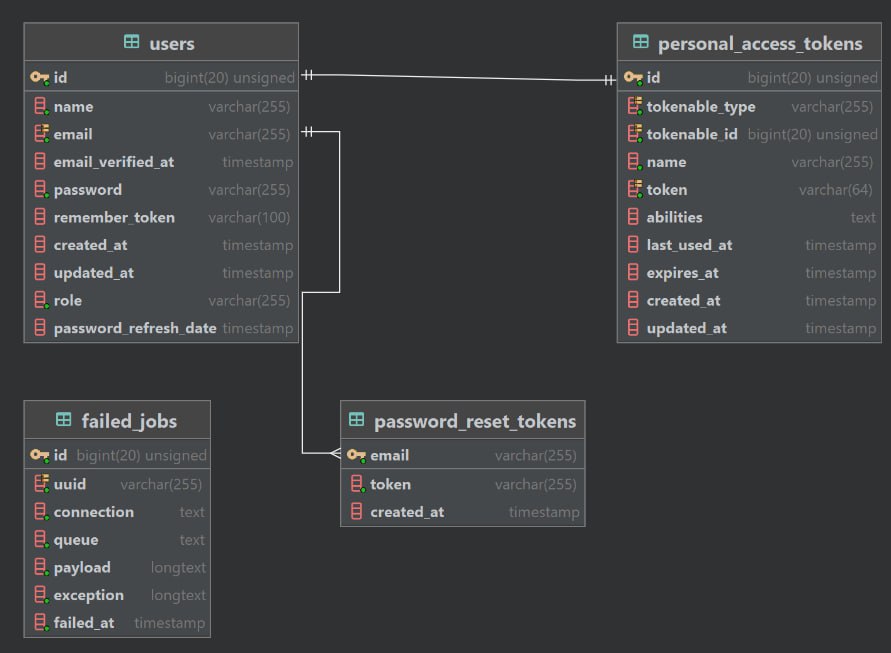 users
id bigint(20) unsigned
name varchar(255)
email varchar(255)
email_verified_at timestamp
password varchar(255)
remember_token varchar(100)
created_at timestamp
updated_at timestamp
role varchar(255)
password_refresh_date timestamp
personal_access_tokens
id bigint(20) unsigned
tokenable_type varchar(255)
tokenable_id bigint(20) unsigned
name varchar(255)
token varchar(64)
abilities text
last_used_at timestamp
expires_at timestamp
created_at timestamp
updated_at timestamp
failed_jobs
id bigint(20) unsigned
uuid varchar(255)
connection text
queue text
payload longtext
exception longtext
failed_at timestamp
password_reset_tokens
email varchar(255)
token varchar(255)
created_at timestamp